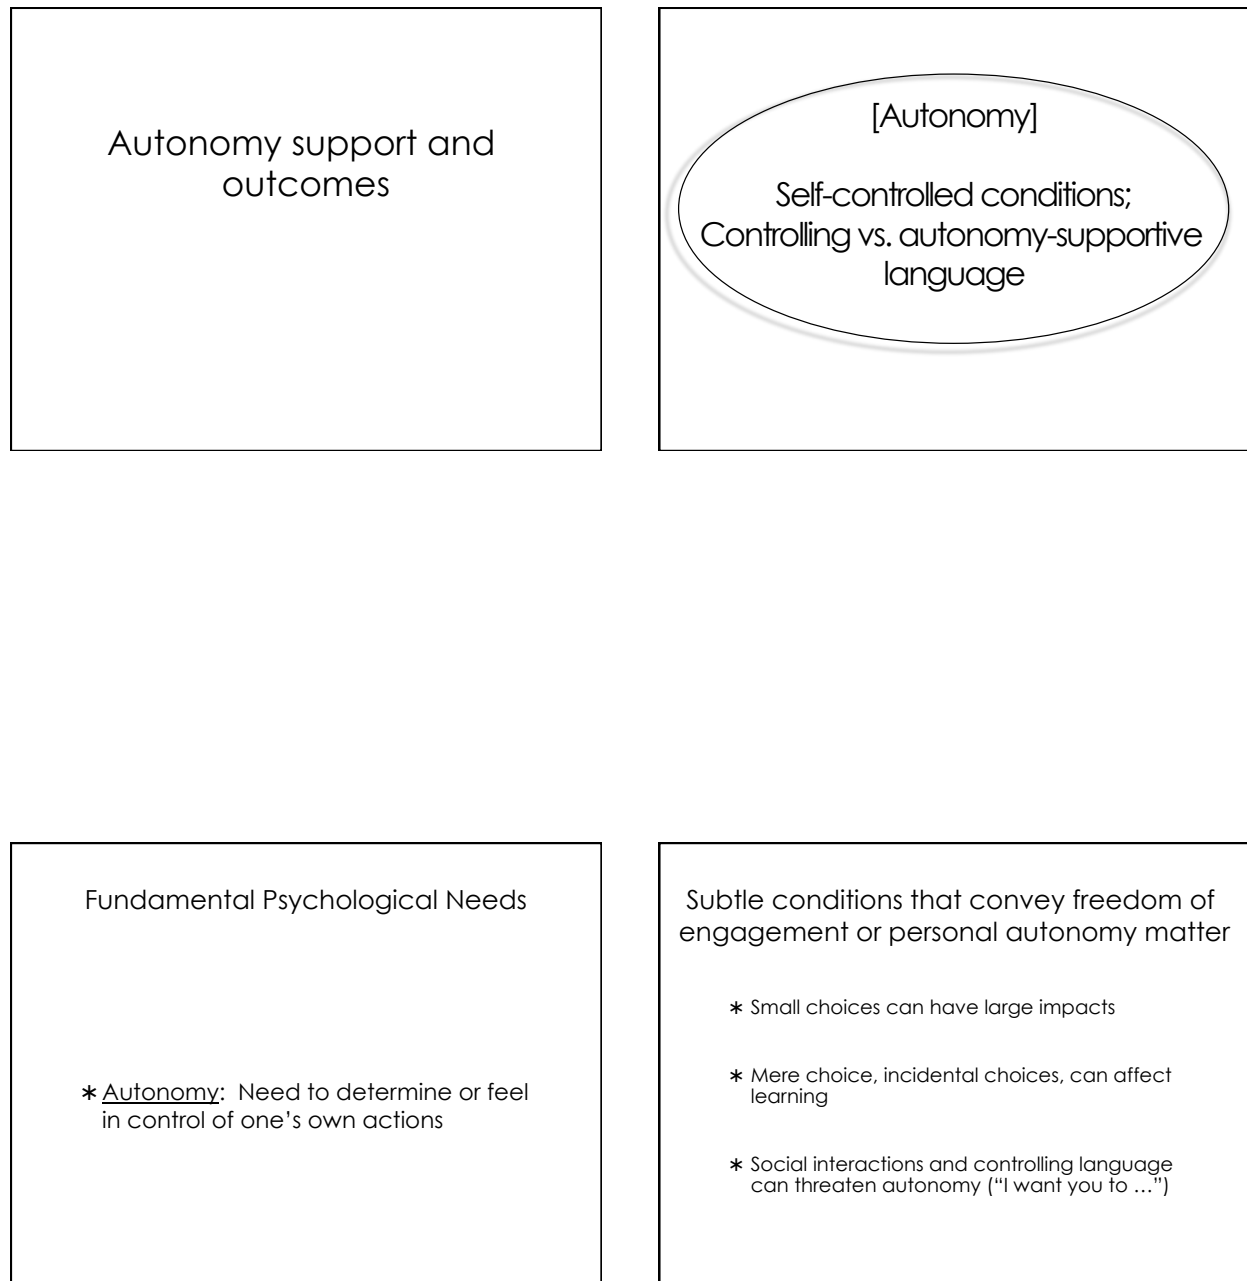 Autonomy support and
outcomes
[Autonomy]
Self-controlled conditions;
Controlling vs. autonomy-supportive
language
Fundamental Psychological Needs
∗ Autonomy:  Need to determine or feel
in control of one’s own actions
Subtle conditions that convey freedom of
engagement or personal autonomy matter
∗ Small choices can have large impacts
∗ Mere choice, incidental choices, can affect
learning
∗ Social interactions and controlling language
can threaten autonomy (“I want you to …”)